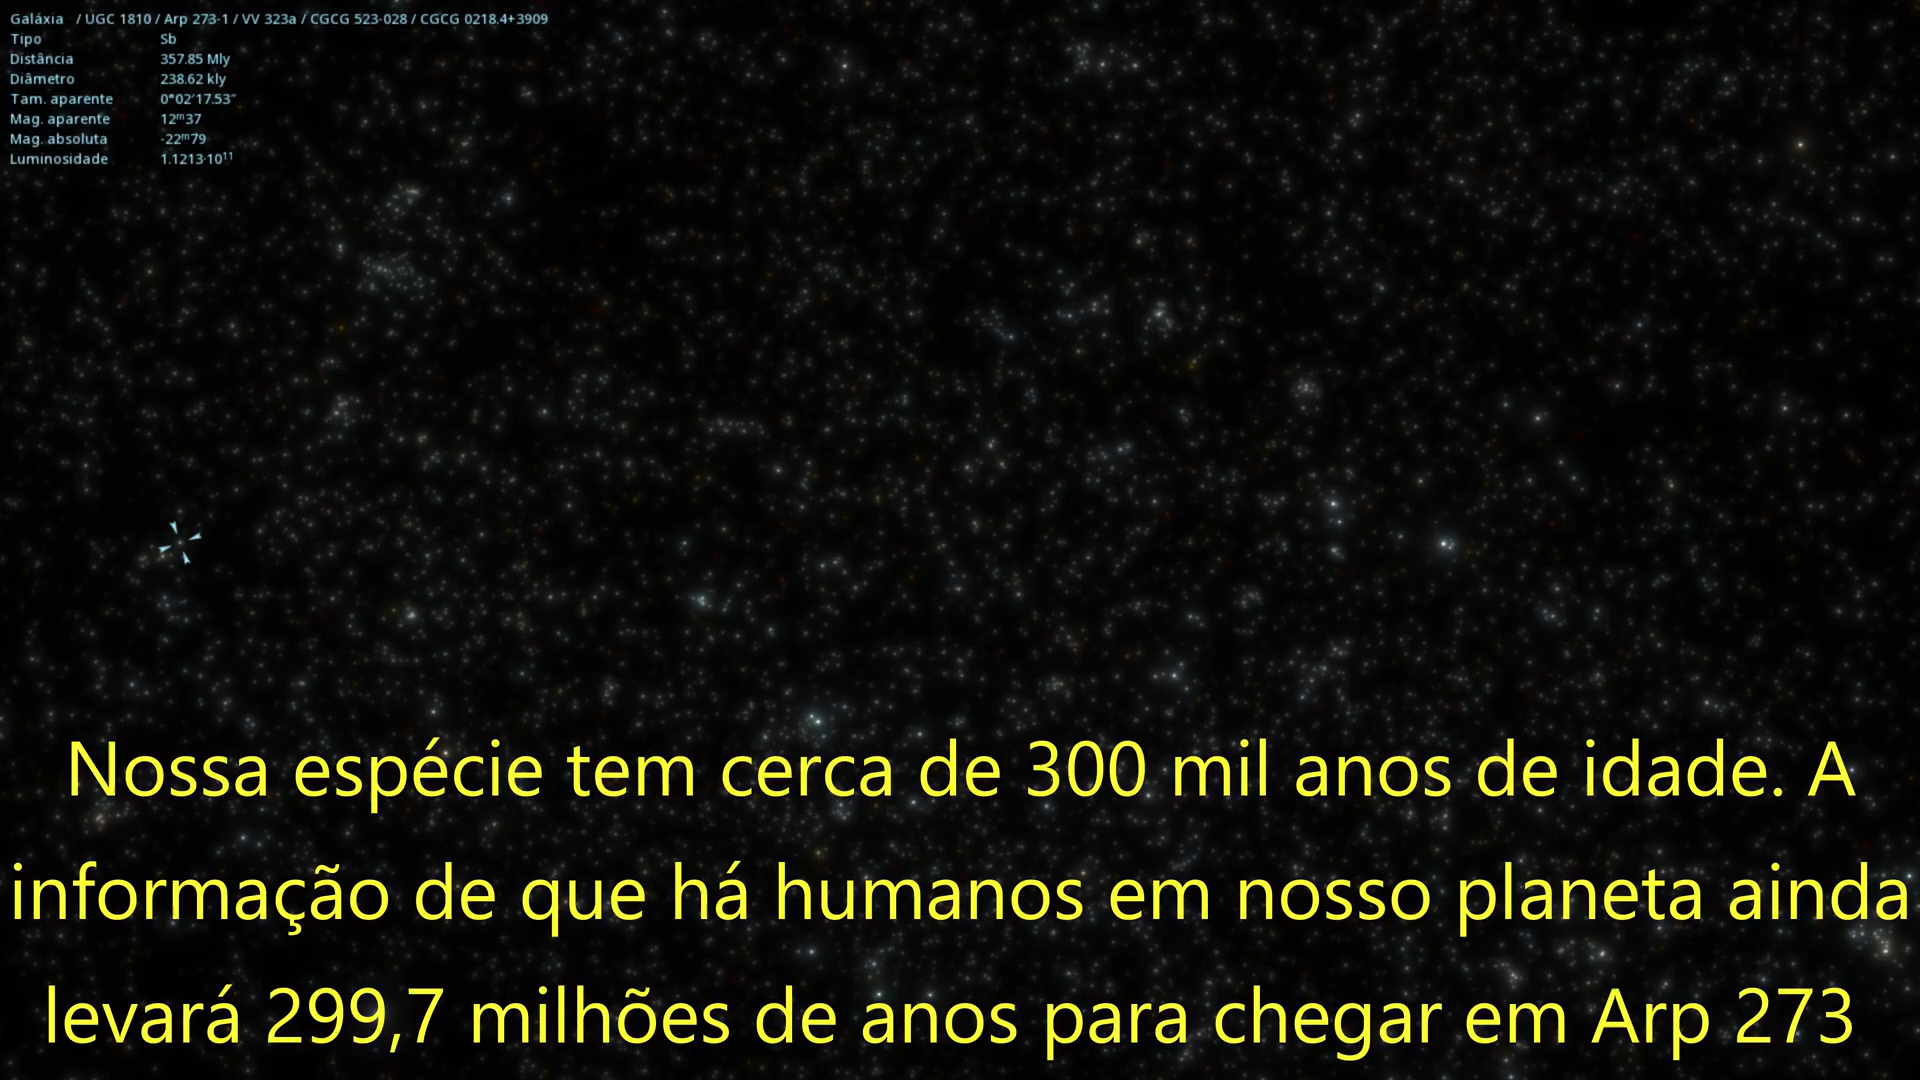 Galáxia / UGC 1810 / Arp 273-1 / VV 323a / CGCG 523-028 / CGCG 0218.4+3909
Tipo Sb
Distância 357.85 Mly
Diâmetro 238.62 kly
Tam. aparente 0°02′17.53″
Mag. aparente 12ᵐ37
Mag. absoluta -22ᵐ79
Luminosidade 1.1213·10¹¹
Nossa espécie tem cerca de 300 mil anos de idade. A
informação de que há humanos em nosso planeta ainda
levará 299,7 milhões de anos para chegar em Arp 273